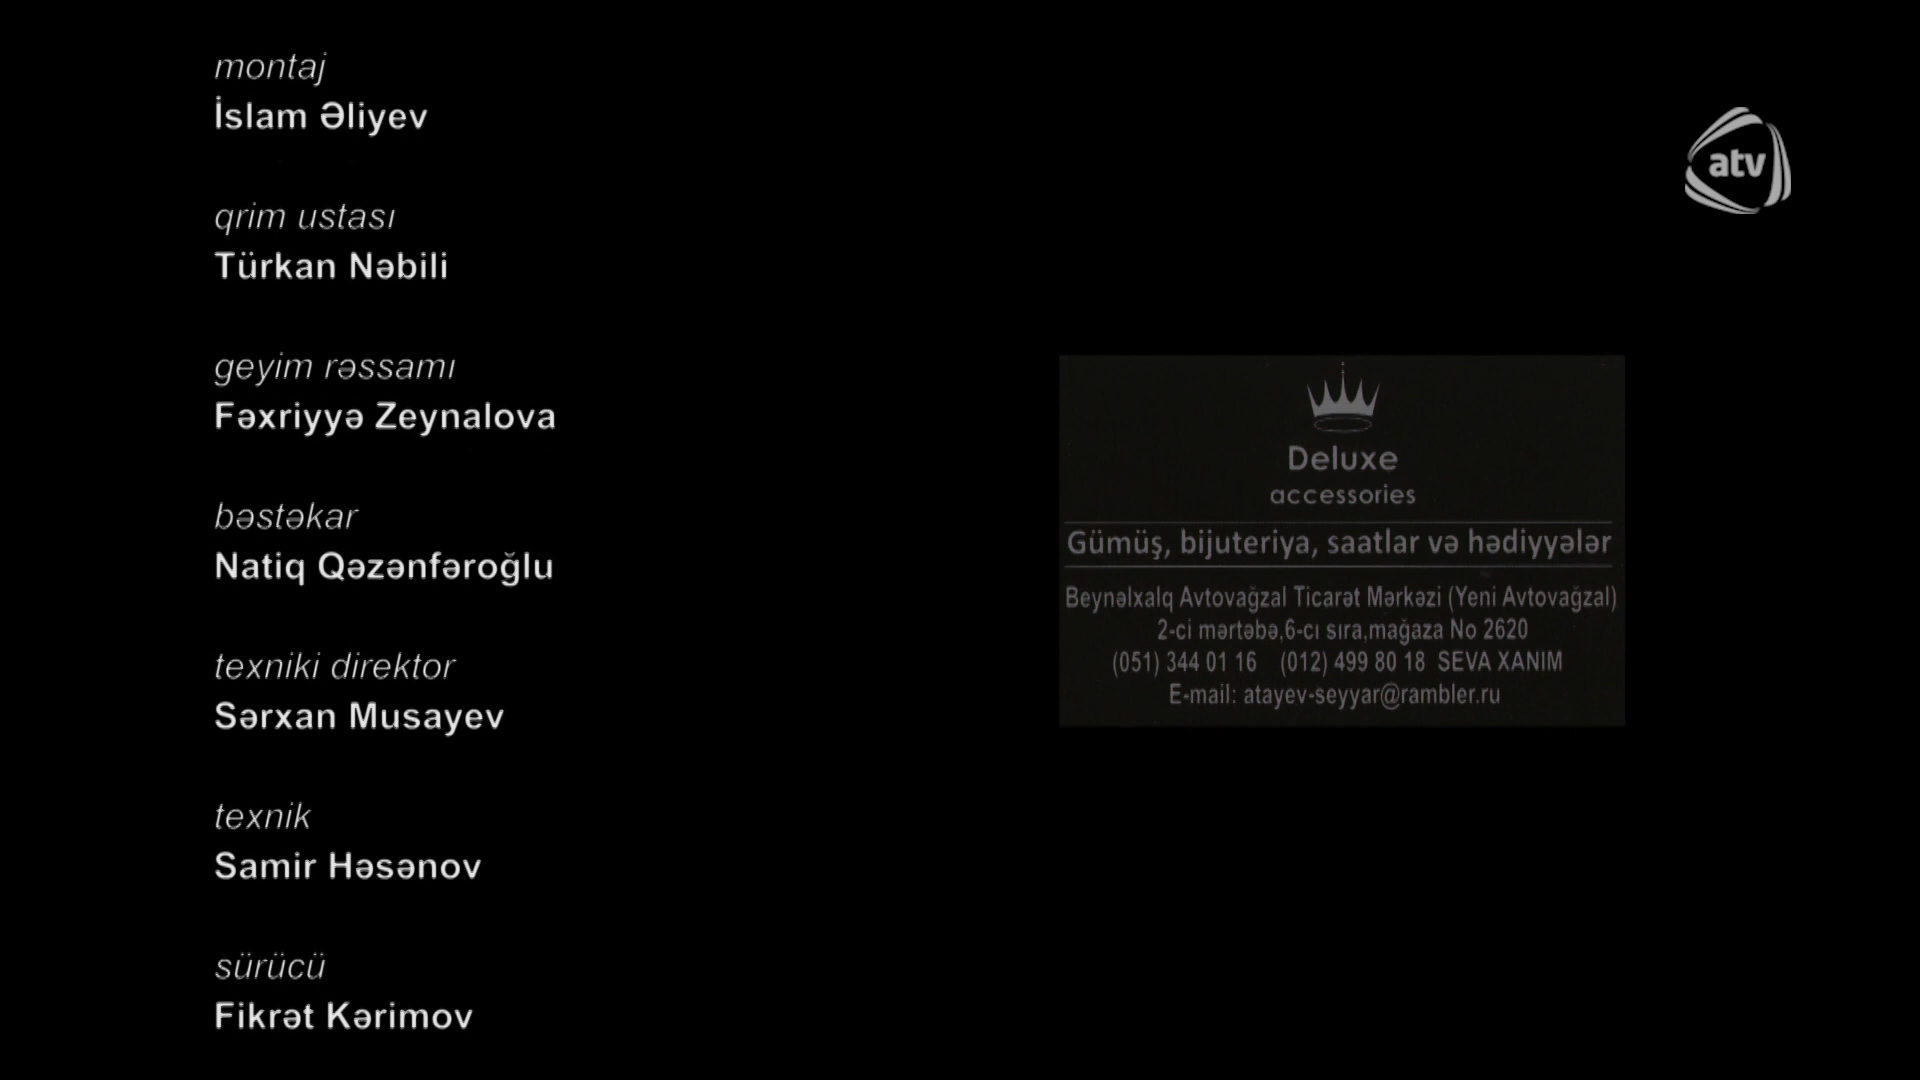 montaj
İslam Əliyev
qrim ustası
Türkan Nəbili
geyim rəssamı
Fəxriyyə Zeynalova
bəstəkar
Natiq Qəzənfəroğlu
texniki direktor
Sərxan Musayev
texnik
Samir Həsənov
sürücü
Fikrət Kərimov
atv
Deluxe
accessories
Gümüş, bijuteriya, saatlar və hədiyyələr
Beynəlxalq Avtovağzal Ticarət Mərkəzi (Yeni Avtovağzal)
2-ci mərtəbə,6-cı sıra,mağaza No 2620
(051) 344 01 16 (012) 499 80 18 SEVA XANIM
E-mail: atayev-seyyar@rambler.ru